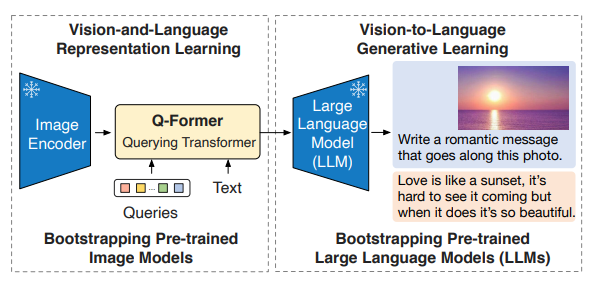 Vision-and-Language
Representation Learning
Vision-to-Language
Generative Learning
Image
Encoder
Q-Former
Querying Transformer
Queries
...
Text
Large
Language
Model
(LLM)
Write a romantic message
that goes along this photo.
Love is like a sunset, it's
hard to see it coming but
when it does it's so beautiful.
Bootstrapping Pre-trained
Image Models
Bootstrapping Pre-trained
Large Language Models (LLMs)